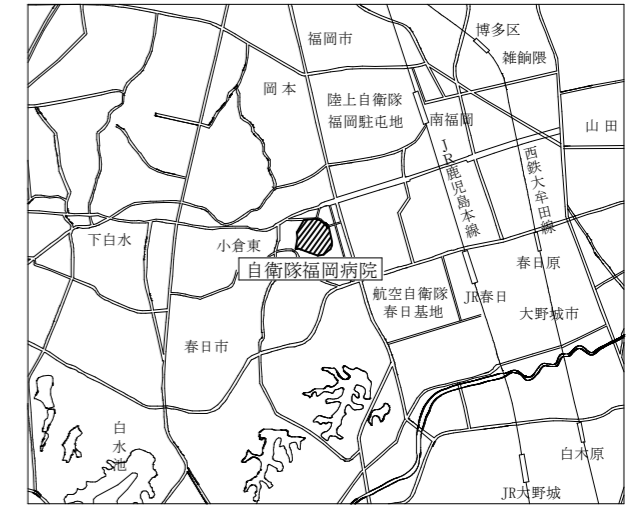 博多区
福岡市
雑餉隈
岡本
陸上自衛隊
福岡駐屯地
南福岡
山田
JR鹿児島本線
西鉄大牟田線
下白水
小倉東
自衛隊福岡病院
春日原
航空自衛隊
春日基地
JR春日
大野城市
春日市
白水池
白木原
JR大野城